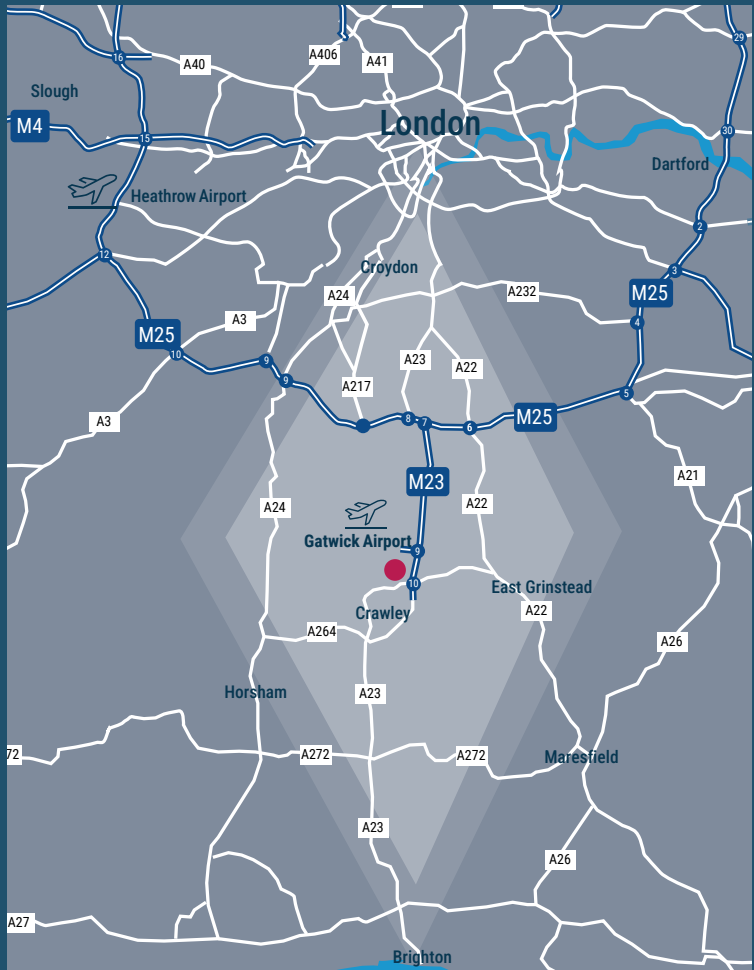 29
16
A40
A406
A41
Slough
M4
London
15
30
Dartford
Heathrow Airport
2
12
Croydon
3
A24
A232
M25
A3
4
M25
10
9
A23
A22
9
A217
5
A3
8
7
M25
6
A21
M23
A24
A22
Gatwick Airport
9
10
East Grinstead
Crawley
A22
A264
A26
Horsham
A23
72
A272
A272
Maresfield
A23
A26
A27
Brighton